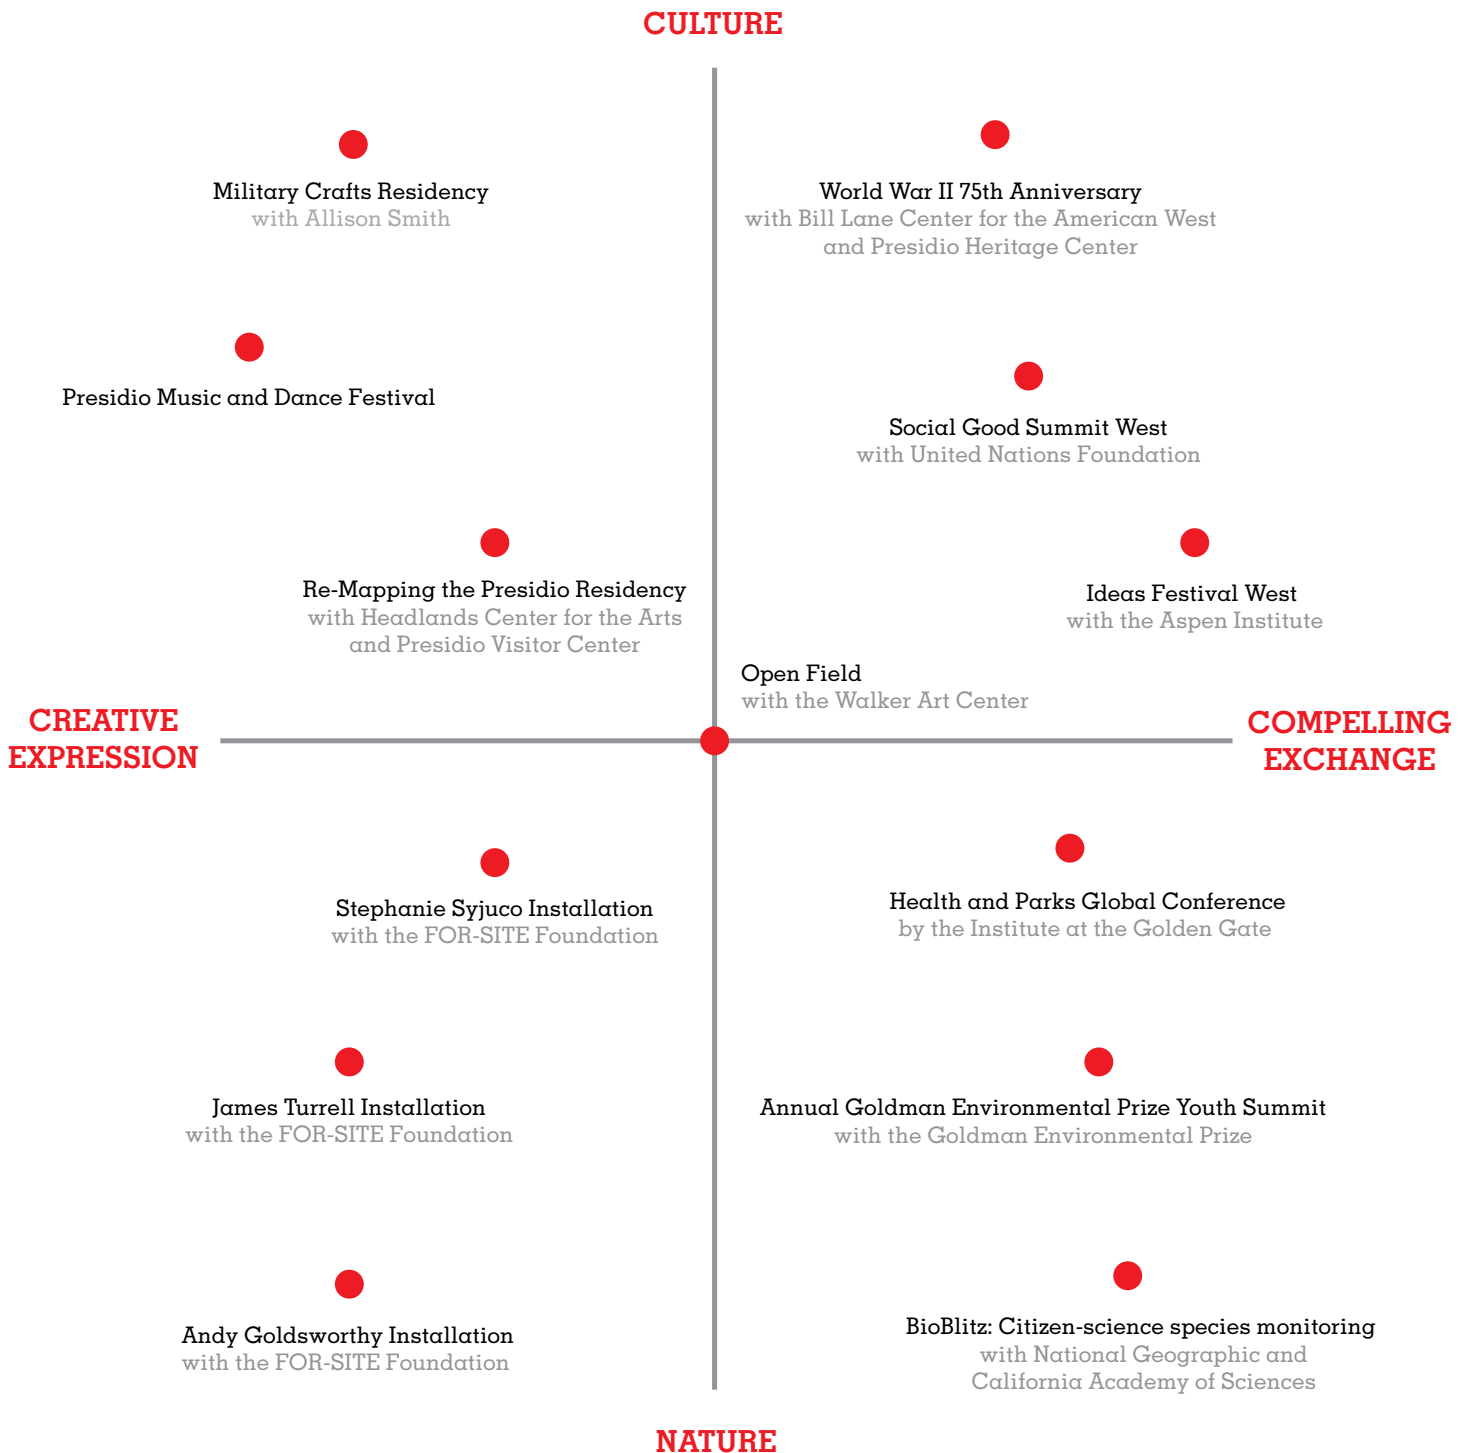 CULTURE
Military Crafts Residency
with Allison Smith
World War II 75th Anniversary
with Bill Lane Center for the American West
and Presidio Heritage Center
Presidio Music and Dance Festival
Social Good Summit West
with United Nations Foundation
Re-Mapping the Presidio Residency
with Headlands Center for the Arts
and Presidio Visitor Center
Ideas Festival West
with the Aspen Institute
Open Field
with the Walker Art Center
CREATIVE
EXPRESSION
COMPELLING
EXCHANGE
Stephanie Syjuco Installation
with the FOR-SITE Foundation
Health and Parks Global Conference
by the Institute at the Golden Gate
James Turrell Installation
with the FOR-SITE Foundation
Annual Goldman Environmental Prize Youth Summit
with the Goldman Environmental Prize
Andy Goldsworthy Installation
with the FOR-SITE Foundation
BioBlitz: Citizen-science species monitoring
with National Geographic and
California Academy of Sciences
NATURE